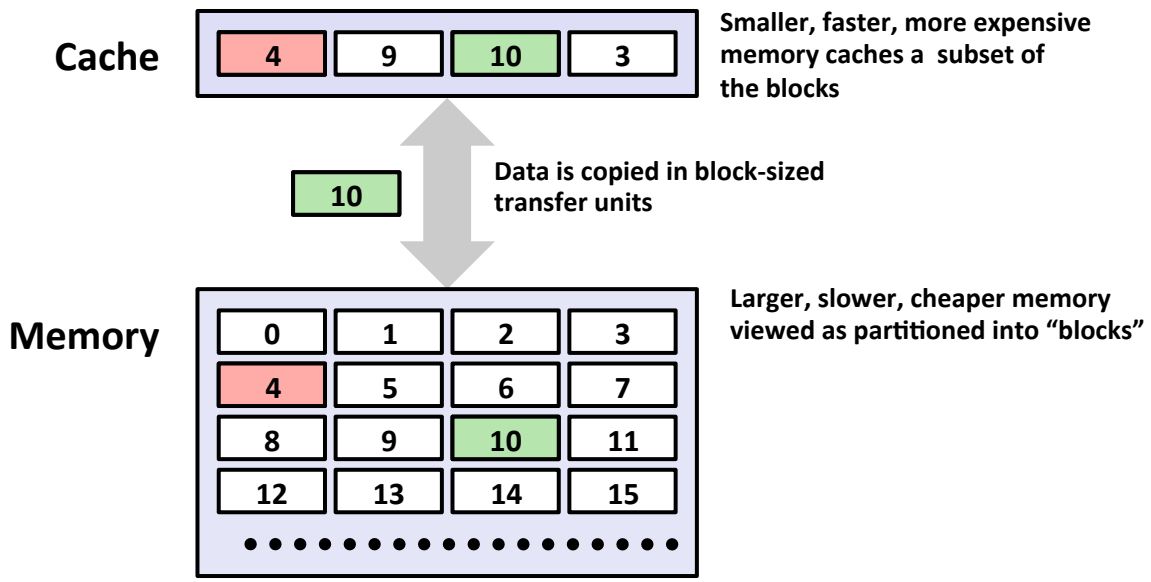 Cache
4 9 10 3
Smaller, faster, more expensive
memory caches a subset of
the blocks
10
Data is copied in block-sized
transfer units
Memory
0 1 2 3
4 5 6 7
8 9 10 11
12 13 14 15
Larger, slower, cheaper memory
viewed as partitioned into “blocks”